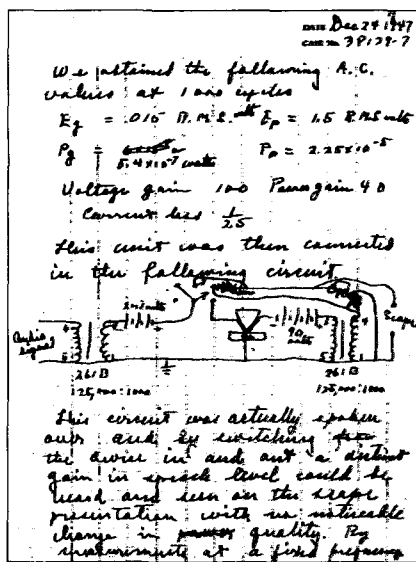 DATE Dec 24 1947
CASE No. 38139-7
We attained the following A.C.
values at 1000 cycles
Eg = .015 R.M.S. volts Ep = 1.5 R.M.S. volts
Pg = 5.4 x 10-7 watts Pp = 2.25 x 10-5
Voltage gain 100 Power gain 40
Current loss 1/25
This unit was then connected
in the following circuit
volts
Audio
signal
90
volts
Scope
261B
125,000:1000
261B
125,000:1000
This circuit was actually spoken
over and by switching
the device in and out a distinct
gain in speech level could be
heard and seen on the scope
presentation with no noticeable
change in quality. By
measurements at a fixed frequency